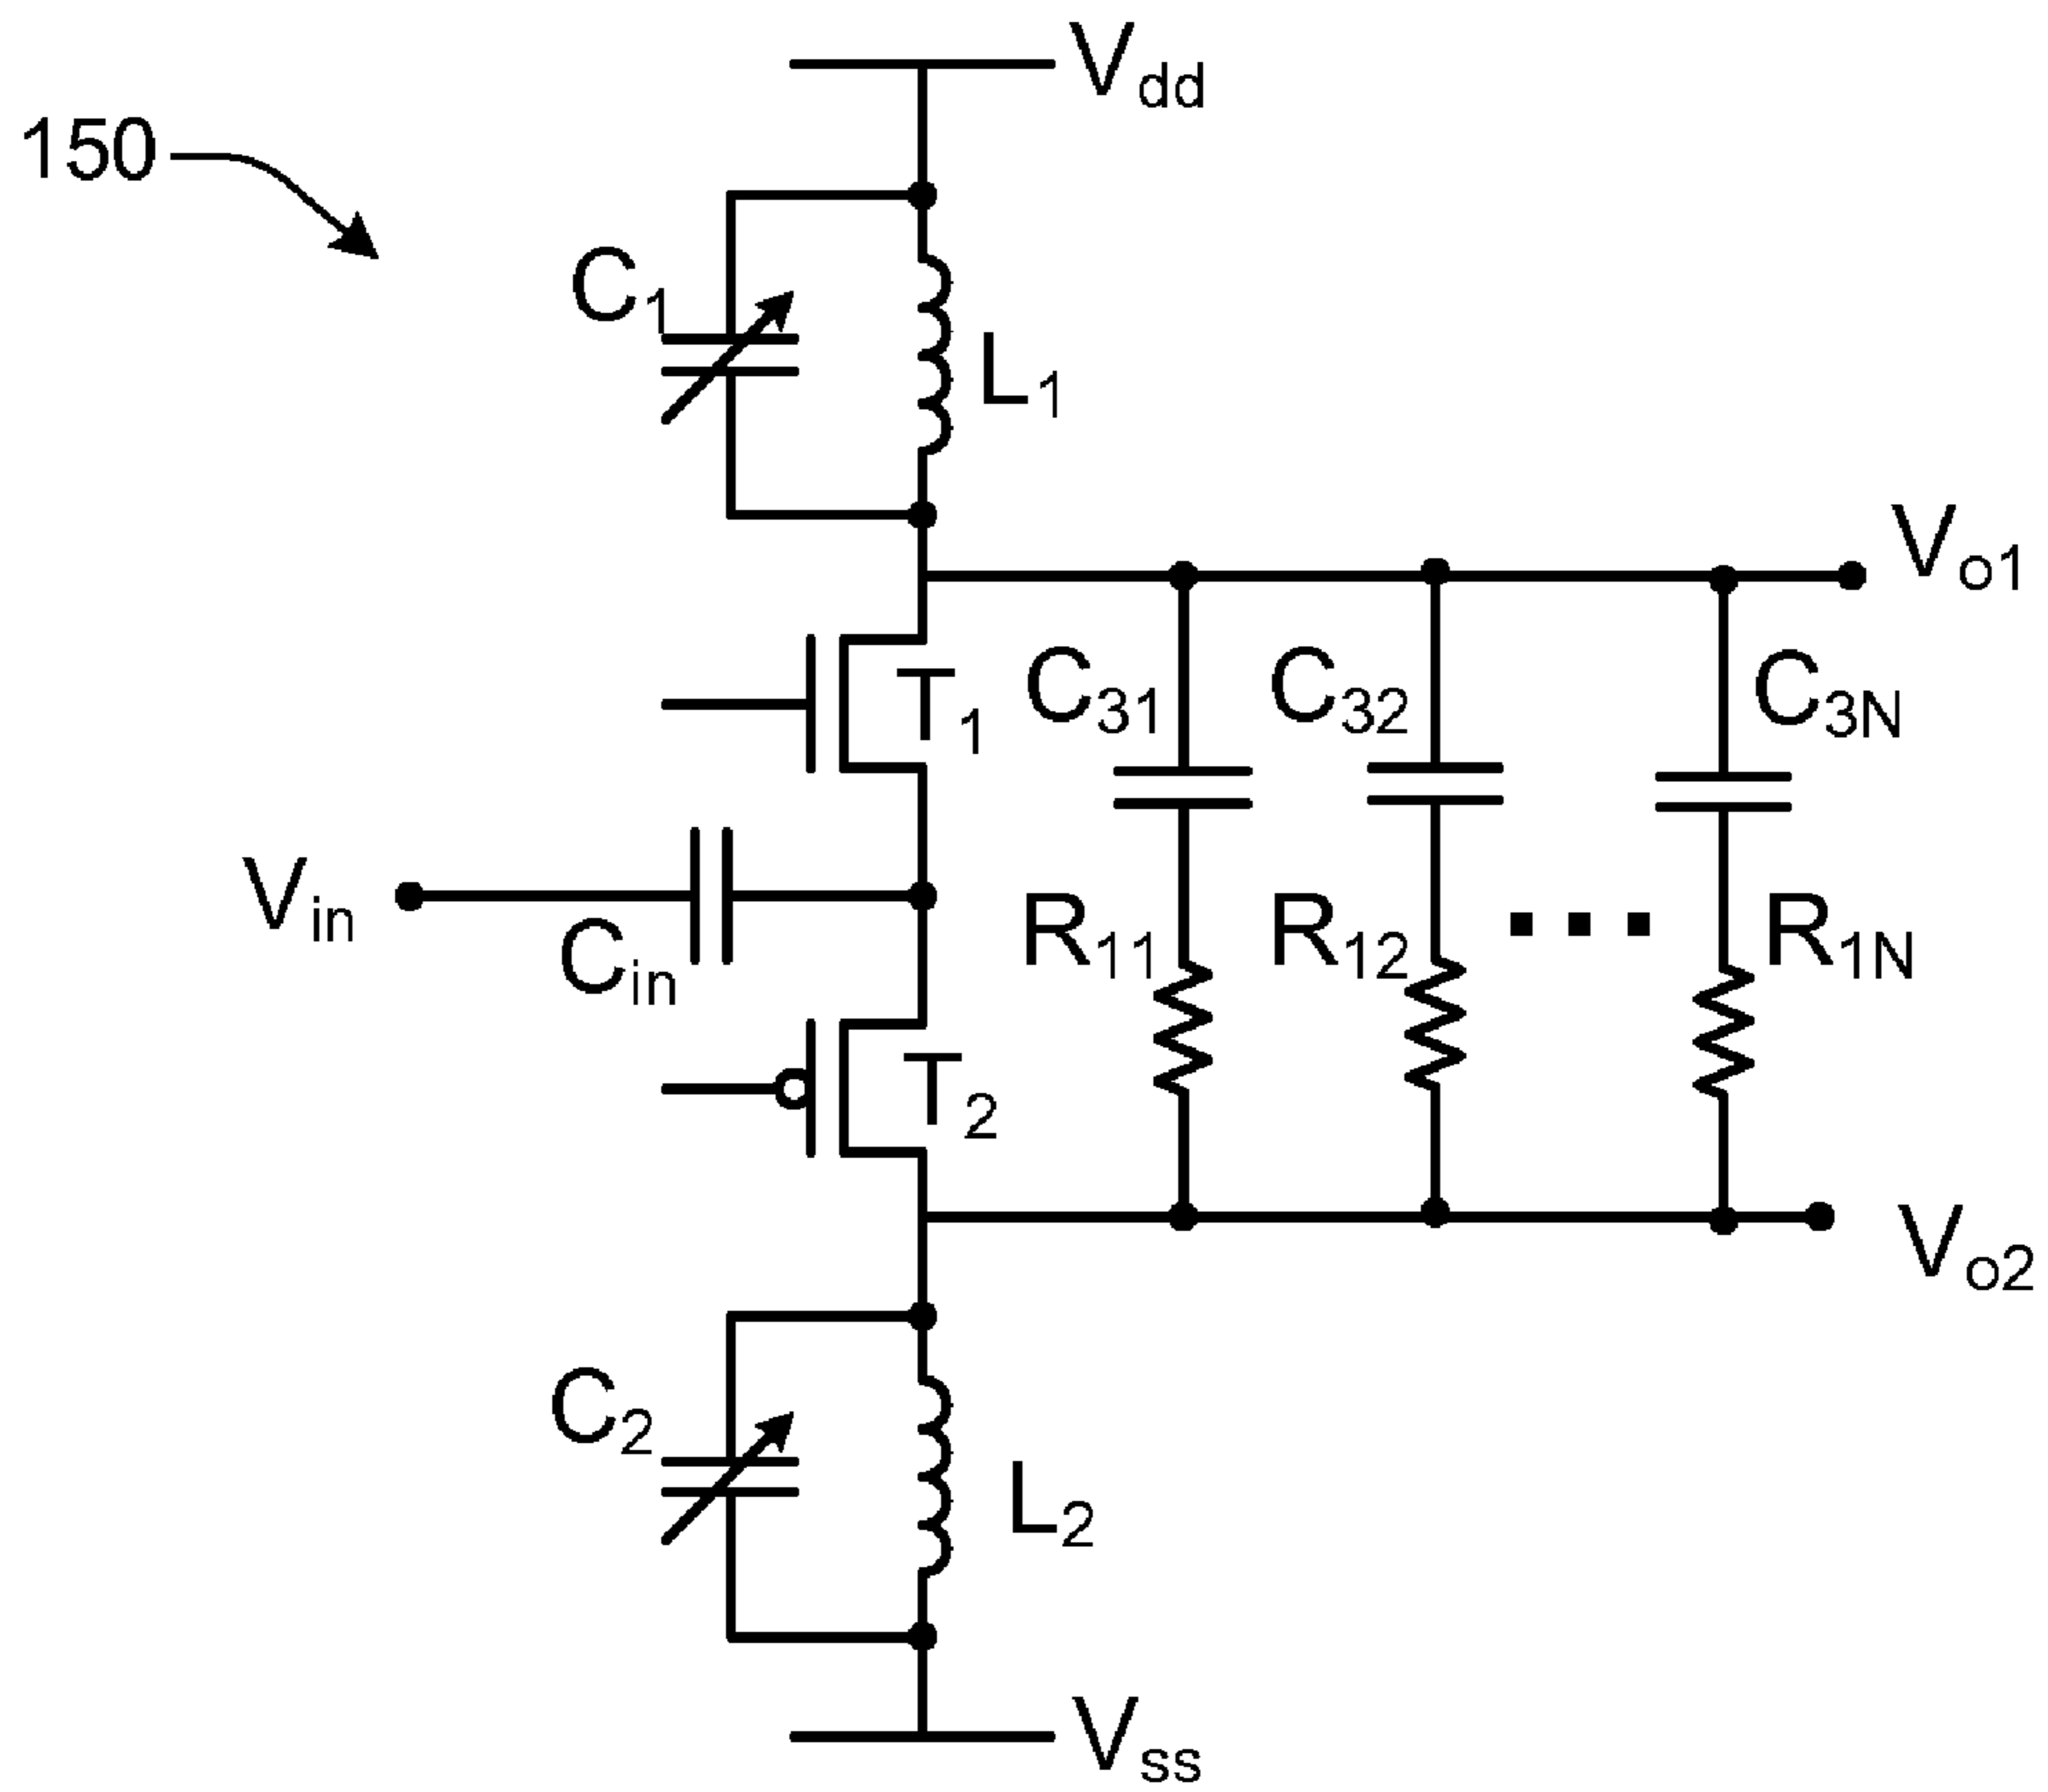 V_dd
150
C_1
L_1
V_o1
T_1
C_31
C_32
C_3N
V_in
C_in
R_11
R_12
R_1N
T_2
V_o2
C_2
L_2
V_ss